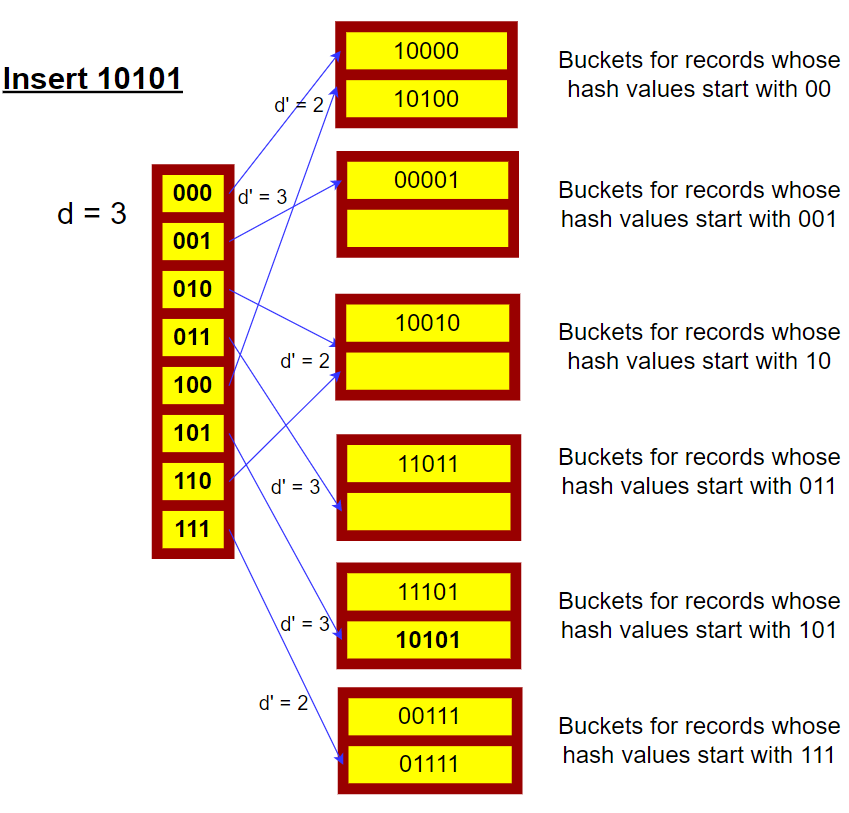 Insert 10101
d = 3
000
001
010
011
100
101
110
111
d' = 2
d' = 3
d' = 2
d' = 3
d' = 3
d' = 2
10000
10100
Buckets for records whose
hash values start with 00
00001
Buckets for records whose
hash values start with 001
10010
Buckets for records whose
hash values start with 10
11011
Buckets for records whose
hash values start with 011
11101
10101
Buckets for records whose
hash values start with 101
00111
01111
Buckets for records whose
hash values start with 111